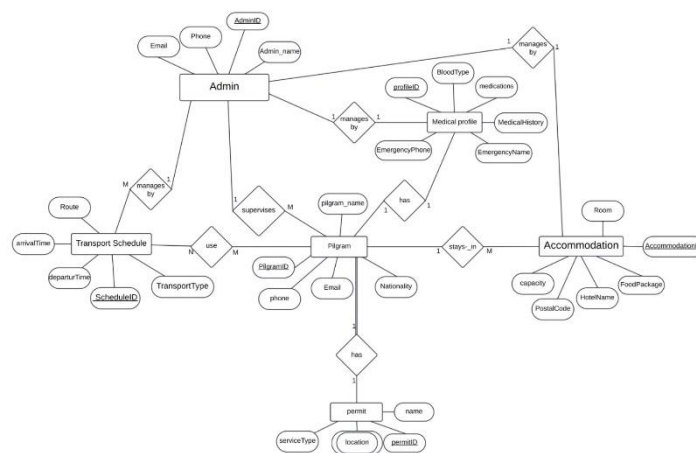 AdminID
Phone
Email
Admin_name
Admin
manages
by
1
1
BloodType
profileID
medications
manages
by
1
1
Medical profile
MedicalHistory
EmergencyPhone
EmergencyName
manages
by
M
1
1
supervises
M
has
1
1
pilgram_name
Room
Route
arrivalTime
Transport Schedule
N
use
M
Pilgram
1
stays-_in
M
Accommodation
Accommodationl
departurTime
ScheduleID
TransportType
PilgramID
phone
Email
Nationality
capacity
PostalCode
HotelName
FoodPackage
1
has
1
permit
name
serviceType
location
permitID